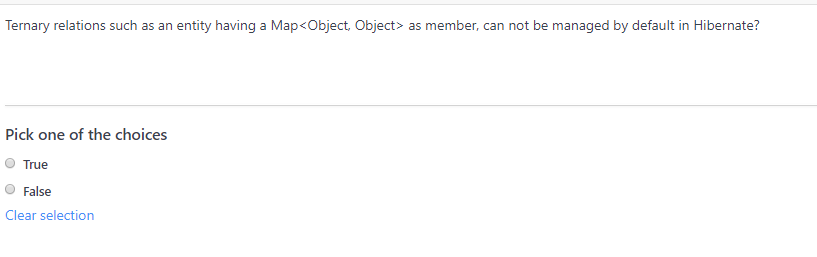 Ternary relations such as an entity having a Map<Object, Object> as member, can not be managed by default in Hibernate?
Pick one of the choices
True
False
Clear selection